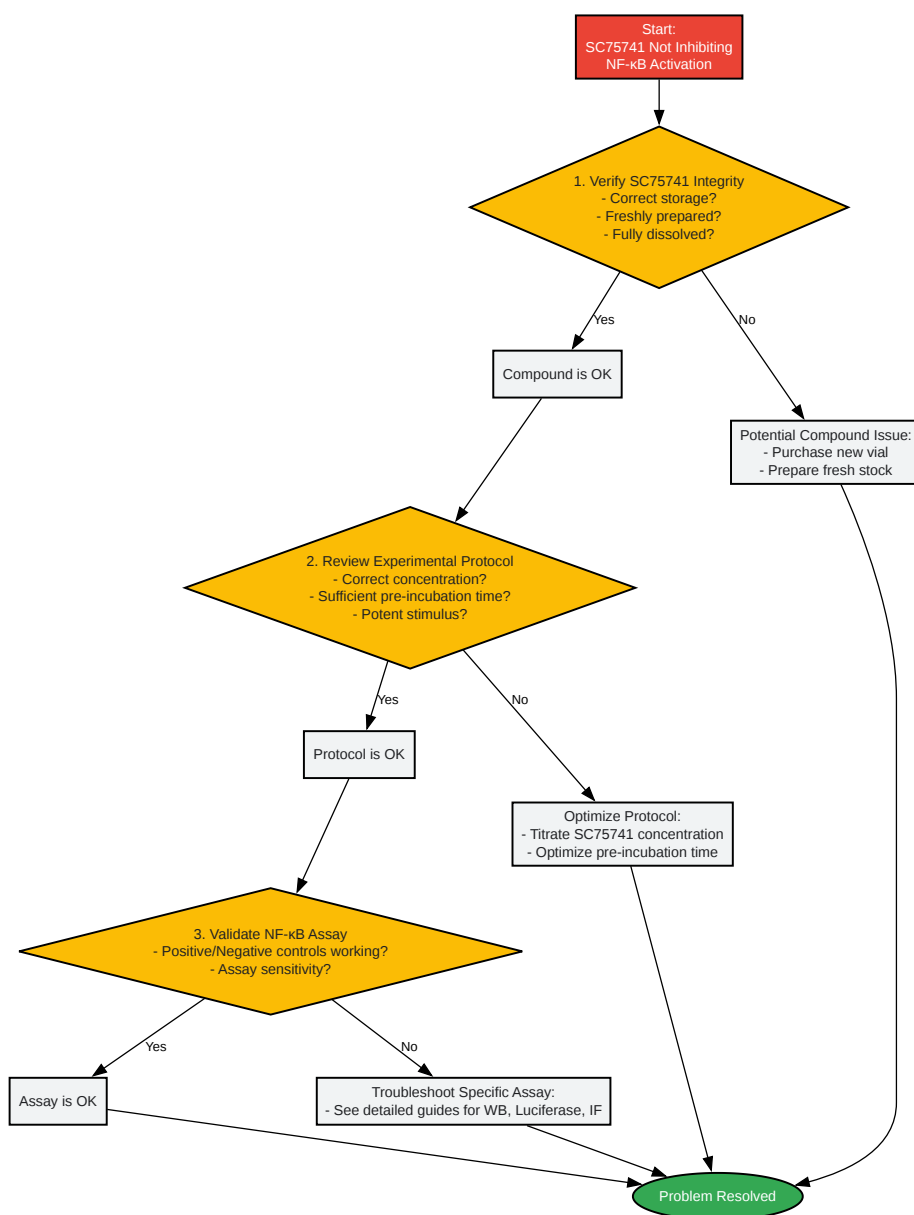 Start:
SC75741 Not Inhibiting
NF-κB Activation
1. Verify SC75741 Integrity
- Correct storage?
- Freshly prepared?
- Fully dissolved?
Yes
No
Compound is OK
Potential Compound Issue:
- Purchase new vial
- Prepare fresh stock
2. Review Experimental Protocol
- Correct concentration?
- Sufficient pre-incubation time?
- Potent stimulus?
Yes
No
Protocol is OK
Optimize Protocol:
- Titrate SC75741 concentration
- Optimize pre-incubation time
3. Validate NF-κB Assay
- Positive/Negative controls working?
- Assay sensitivity?
Yes
No
Assay is OK
Troubleshoot Specific Assay:
- See detailed guides for WB, Luciferase, IF
Problem Resolved